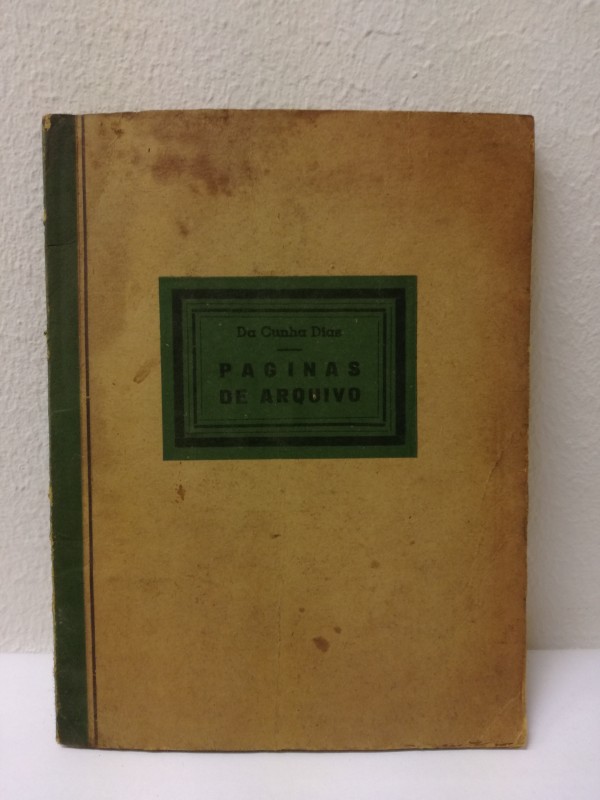 Da Cunha Dias
PAGINAS
DE ARQUIVO